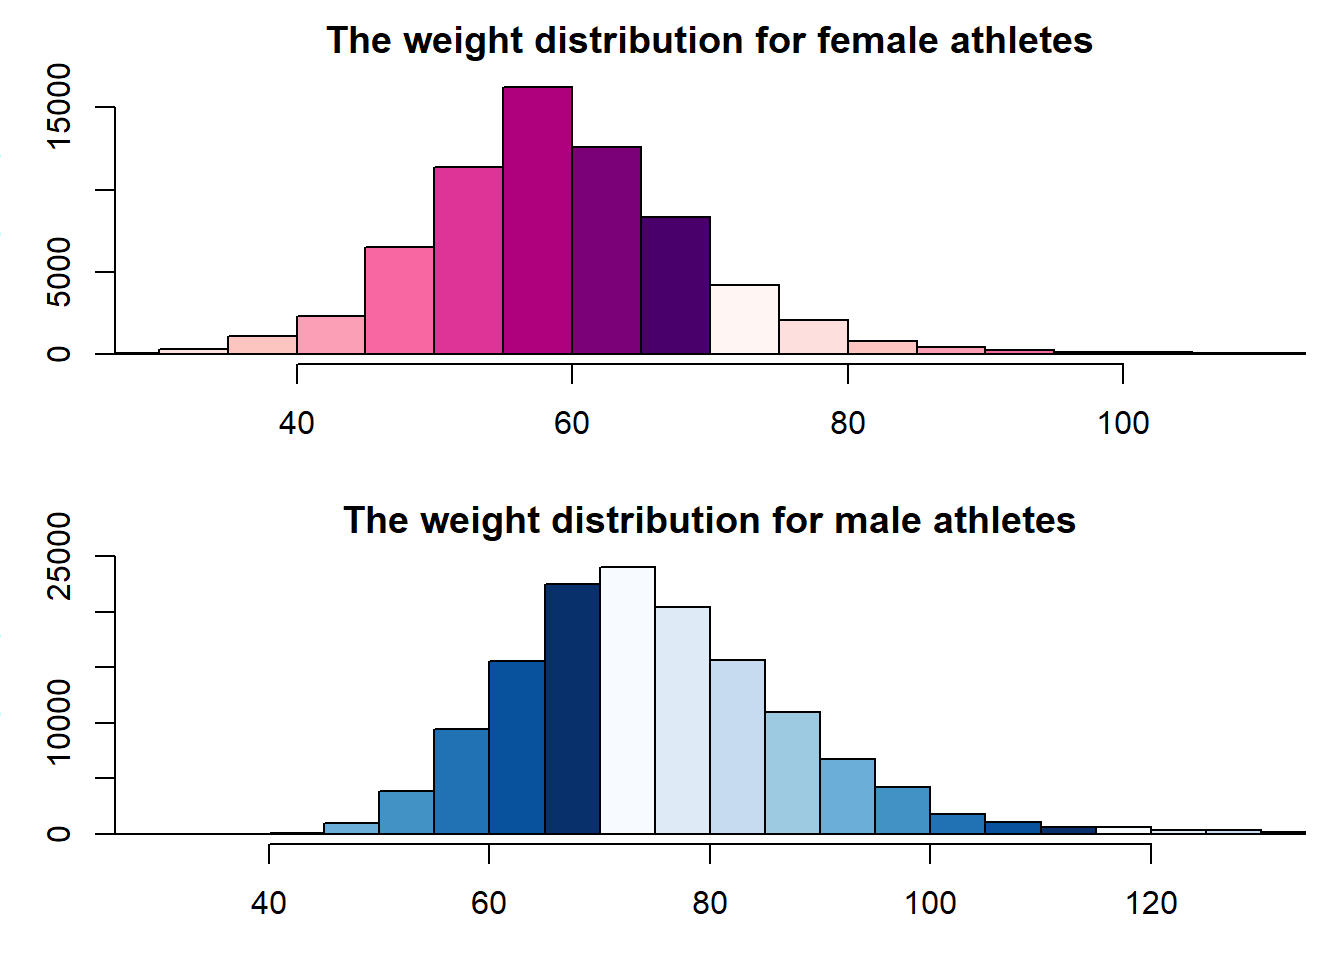 The weight distribution for female athletes
15000
5000
0
40 60 80 100
The weight distribution for male athletes
25000
10000
0
40 60 80 100 120